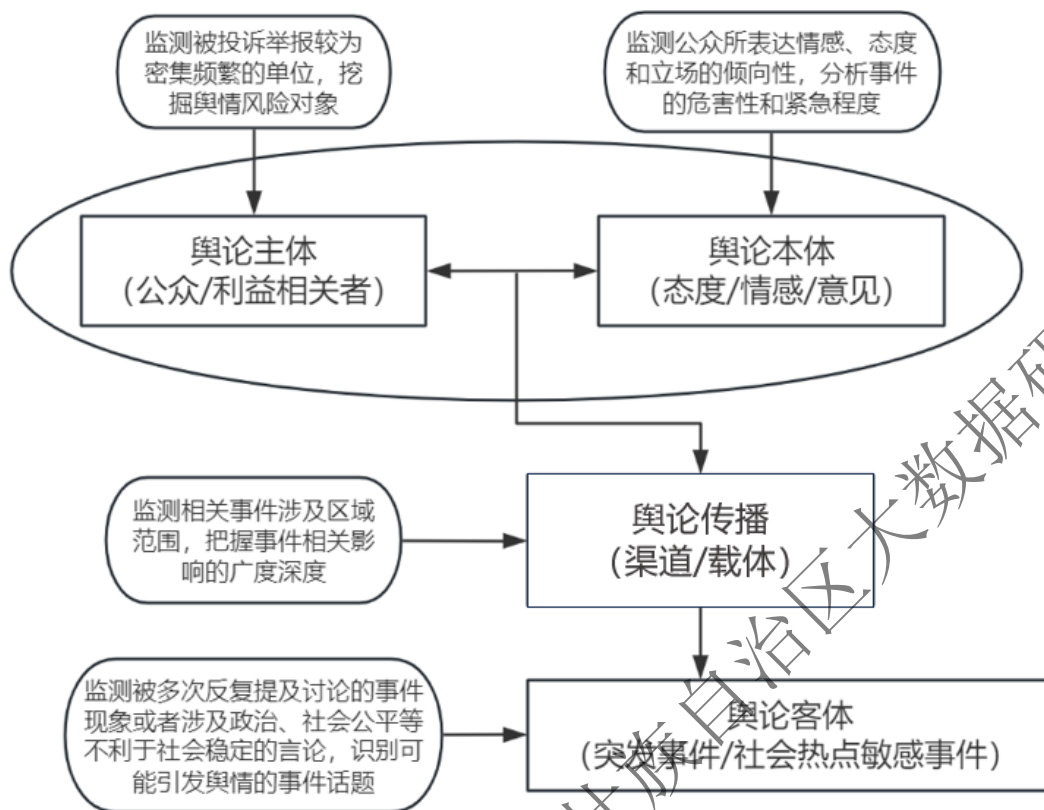 监测被投诉举报较为
密集频繁的单位，挖
掘舆情风险对象
监测公众所表达情感、态度
和立场的倾向性，分析事件
的危害性和紧急程度
舆论主体
（公众/利益相关者）
舆论本体
（态度/情感/意见）
监测相关事件涉及区域
范围，把握事件相关影
响的广度深度
舆论传播
（渠道/载体）
监测被多次反复提及讨论的事件
现象或者涉及政治、社会公平等
不利于社会稳定的言论，识别可
能引发舆情的事件话题
舆论客体
（突发事件/社会热点敏感事件）
族自治区大数据研